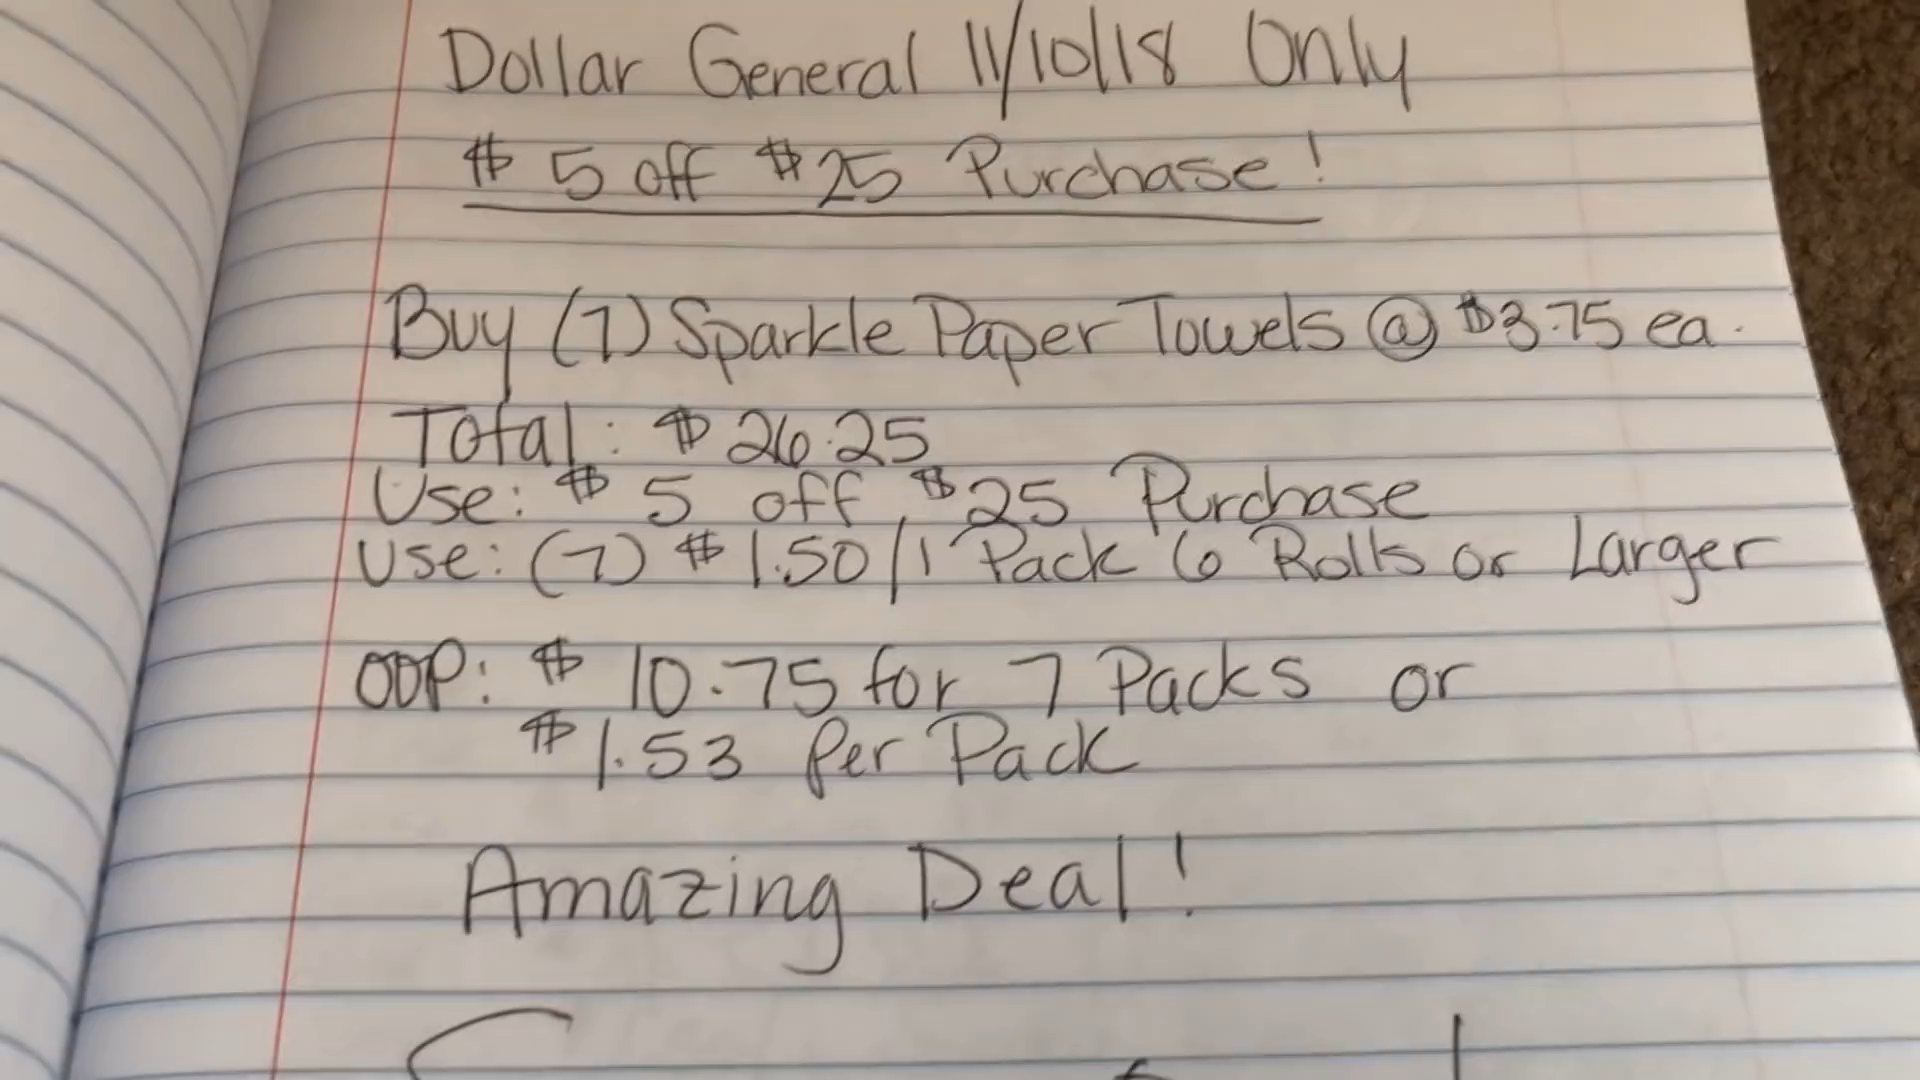 Dollar General 11/10/18 Only
$5 off $25 Purchase!
Buy (7) Sparkle Paper Towels @ $3.75 ea.
Total: $26.25
Use: $5 off $25 Purchase
Use: (7) $1.50/1 Pack 6 Rolls or Larger
OOP: $10.75 for 7 Packs or
$1.53 Per Pack
Amazing Deal!